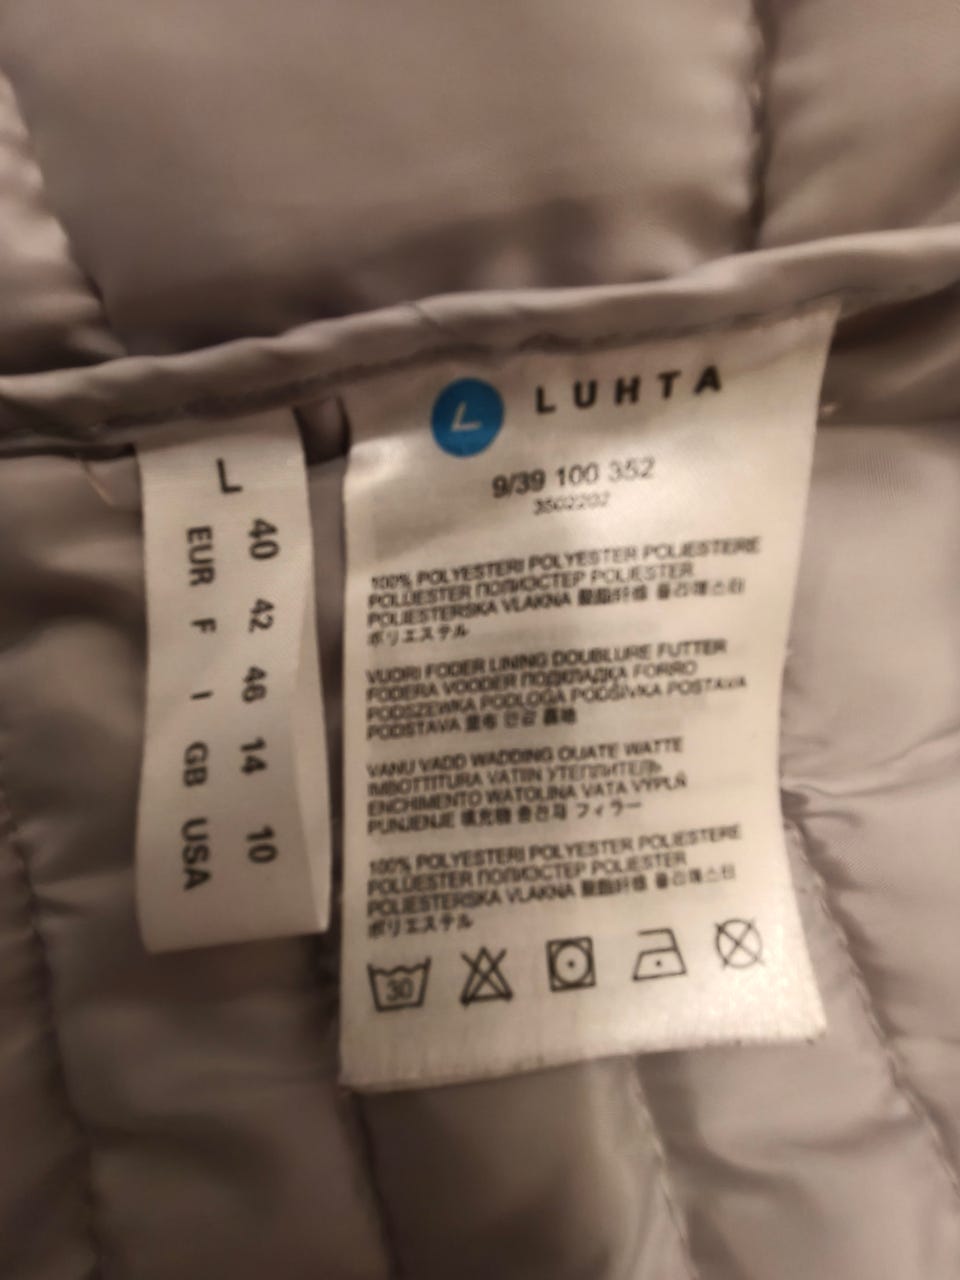 L
EUR 40
F 42
I 46
GB 14
USA 10
L LUHTA
9/39 100 352
3502202
100% POLYESTERI POLYESTER POLIESTERE
POLÜESTER ПОЛИЭСТЕР POLIESTER
POLIESTERSKA VLAKNA 聚酯纤维 폴리에스터
ポリエステル
VUORI FODER LINING DOUBLURE FUTTER
FODERA VOODER ПОДКЛАДКА FORRO
PODSZEWKA PODLOGA PODŠÍVKA POSTAVA
PODSTAVA 里布 안감 裏地
VANU VADD WADDING OUATE WATTE
IMBOTTITURA VATIIN УТЕПЛИТЕЛЬ
ENCHIMENTO WATOLINA VATA VÝPLŇ
PUNJENJE 填充物 충전재 フィラー
100% POLYESTERI POLYESTER POLIESTERE
POLÜESTER ПОЛИЭСТЕР POLIESTER
POLIESTERSKA VLAKNA 聚酯纤维 폴리에스터
ポリエステル
30